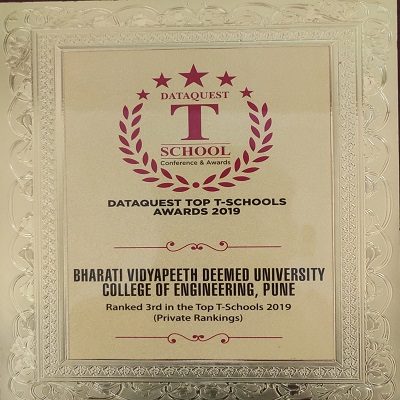 DATAQUEST
T
SCHOOL
Conference & Awards
DATAQUEST TOP T-SCHOOLS
AWARDS 2019
BHARATI VIDYAPEETH DEEMED UNIVERSITY
COLLEGE OF ENGINEERING, PUNE
Ranked 3rd in the Top T-Schools 2019
(Private Rankings)